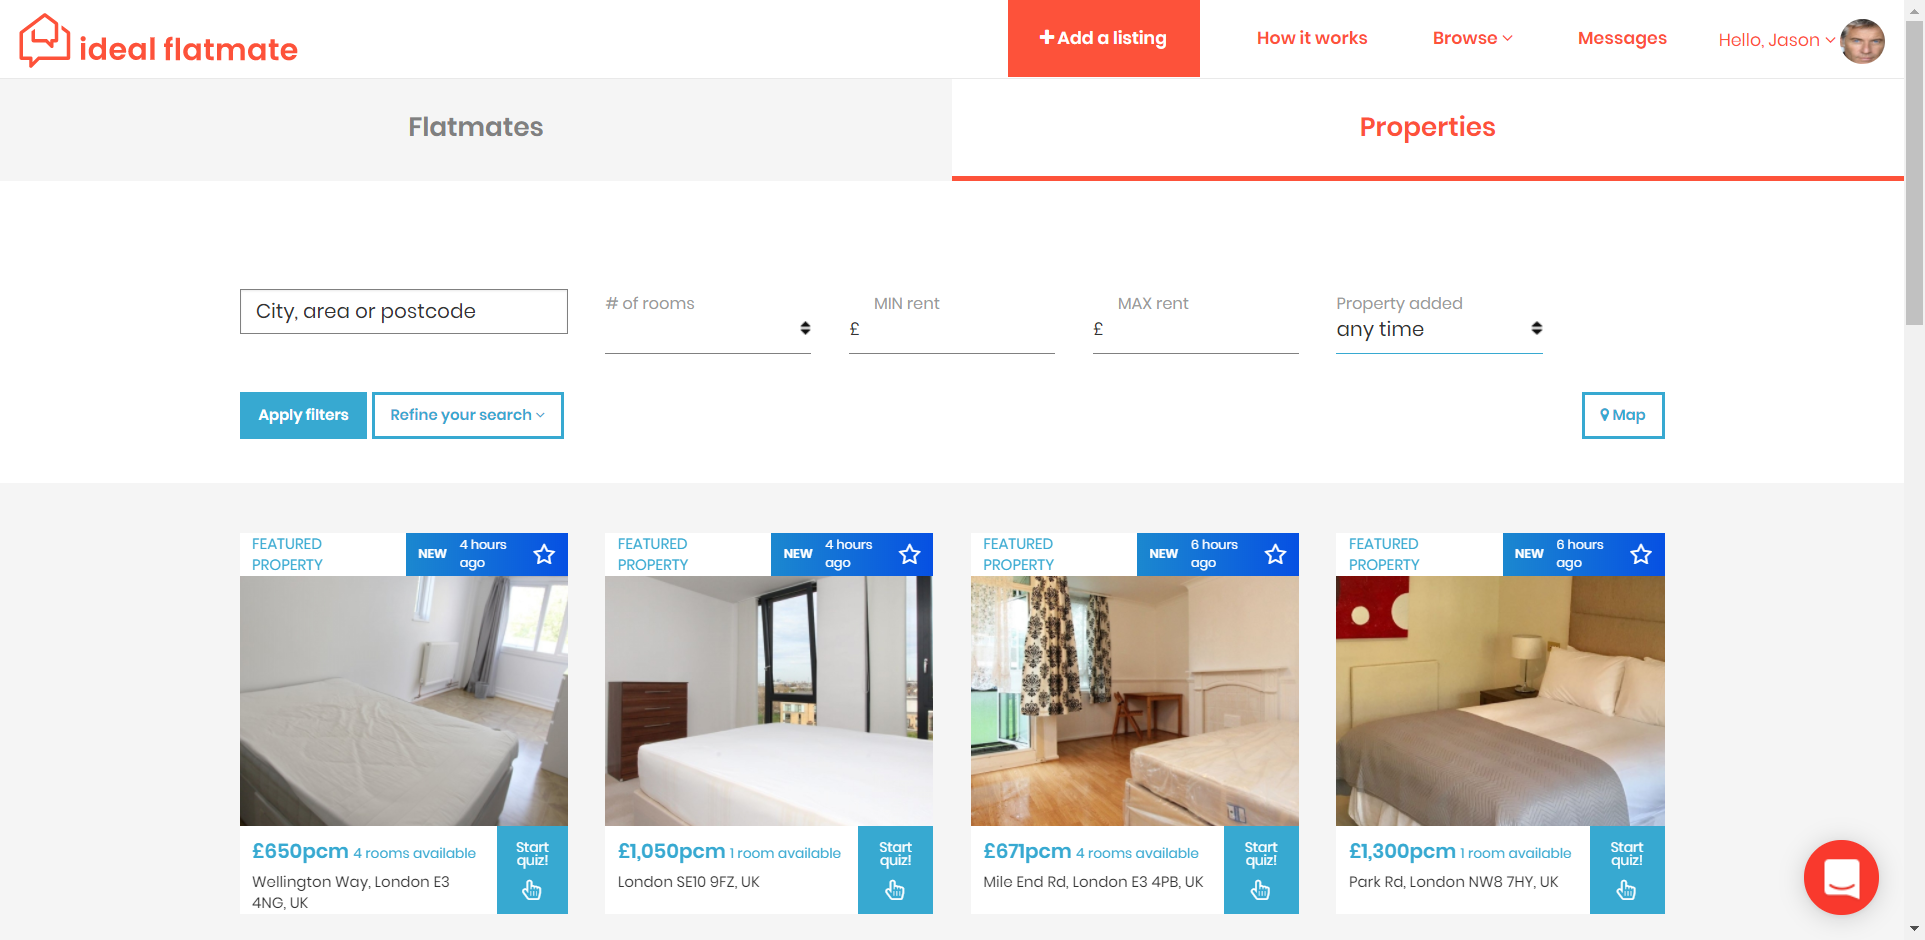 ideal flatmate
Add a listing
How it works
Browse
Messages
Hello, Jason
Flatmates
Properties
City, area or postcode
# of rooms
MIN rent
£
MAX rent
£
Property added
any time
Apply filters
Refine your search
Map
FEATURED
PROPERTY
NEW
4 hours
ago
£650pcm 4 rooms available
Wellington Way, London E3
4NG, UK
Start
quiz!
FEATURED
PROPERTY
NEW
4 hours
ago
£1,050pcm 1 room available
London SE10 9FZ, UK
Start
quiz!
FEATURED
PROPERTY
NEW
6 hours
ago
£671pcm 4 rooms available
Mile End Rd, London E3 4PB, UK
Start
quiz!
FEATURED
PROPERTY
NEW
6 hours
ago
£1,300pcm 1 room available
Park Rd, London NW8 7HY, UK
Start
quiz!